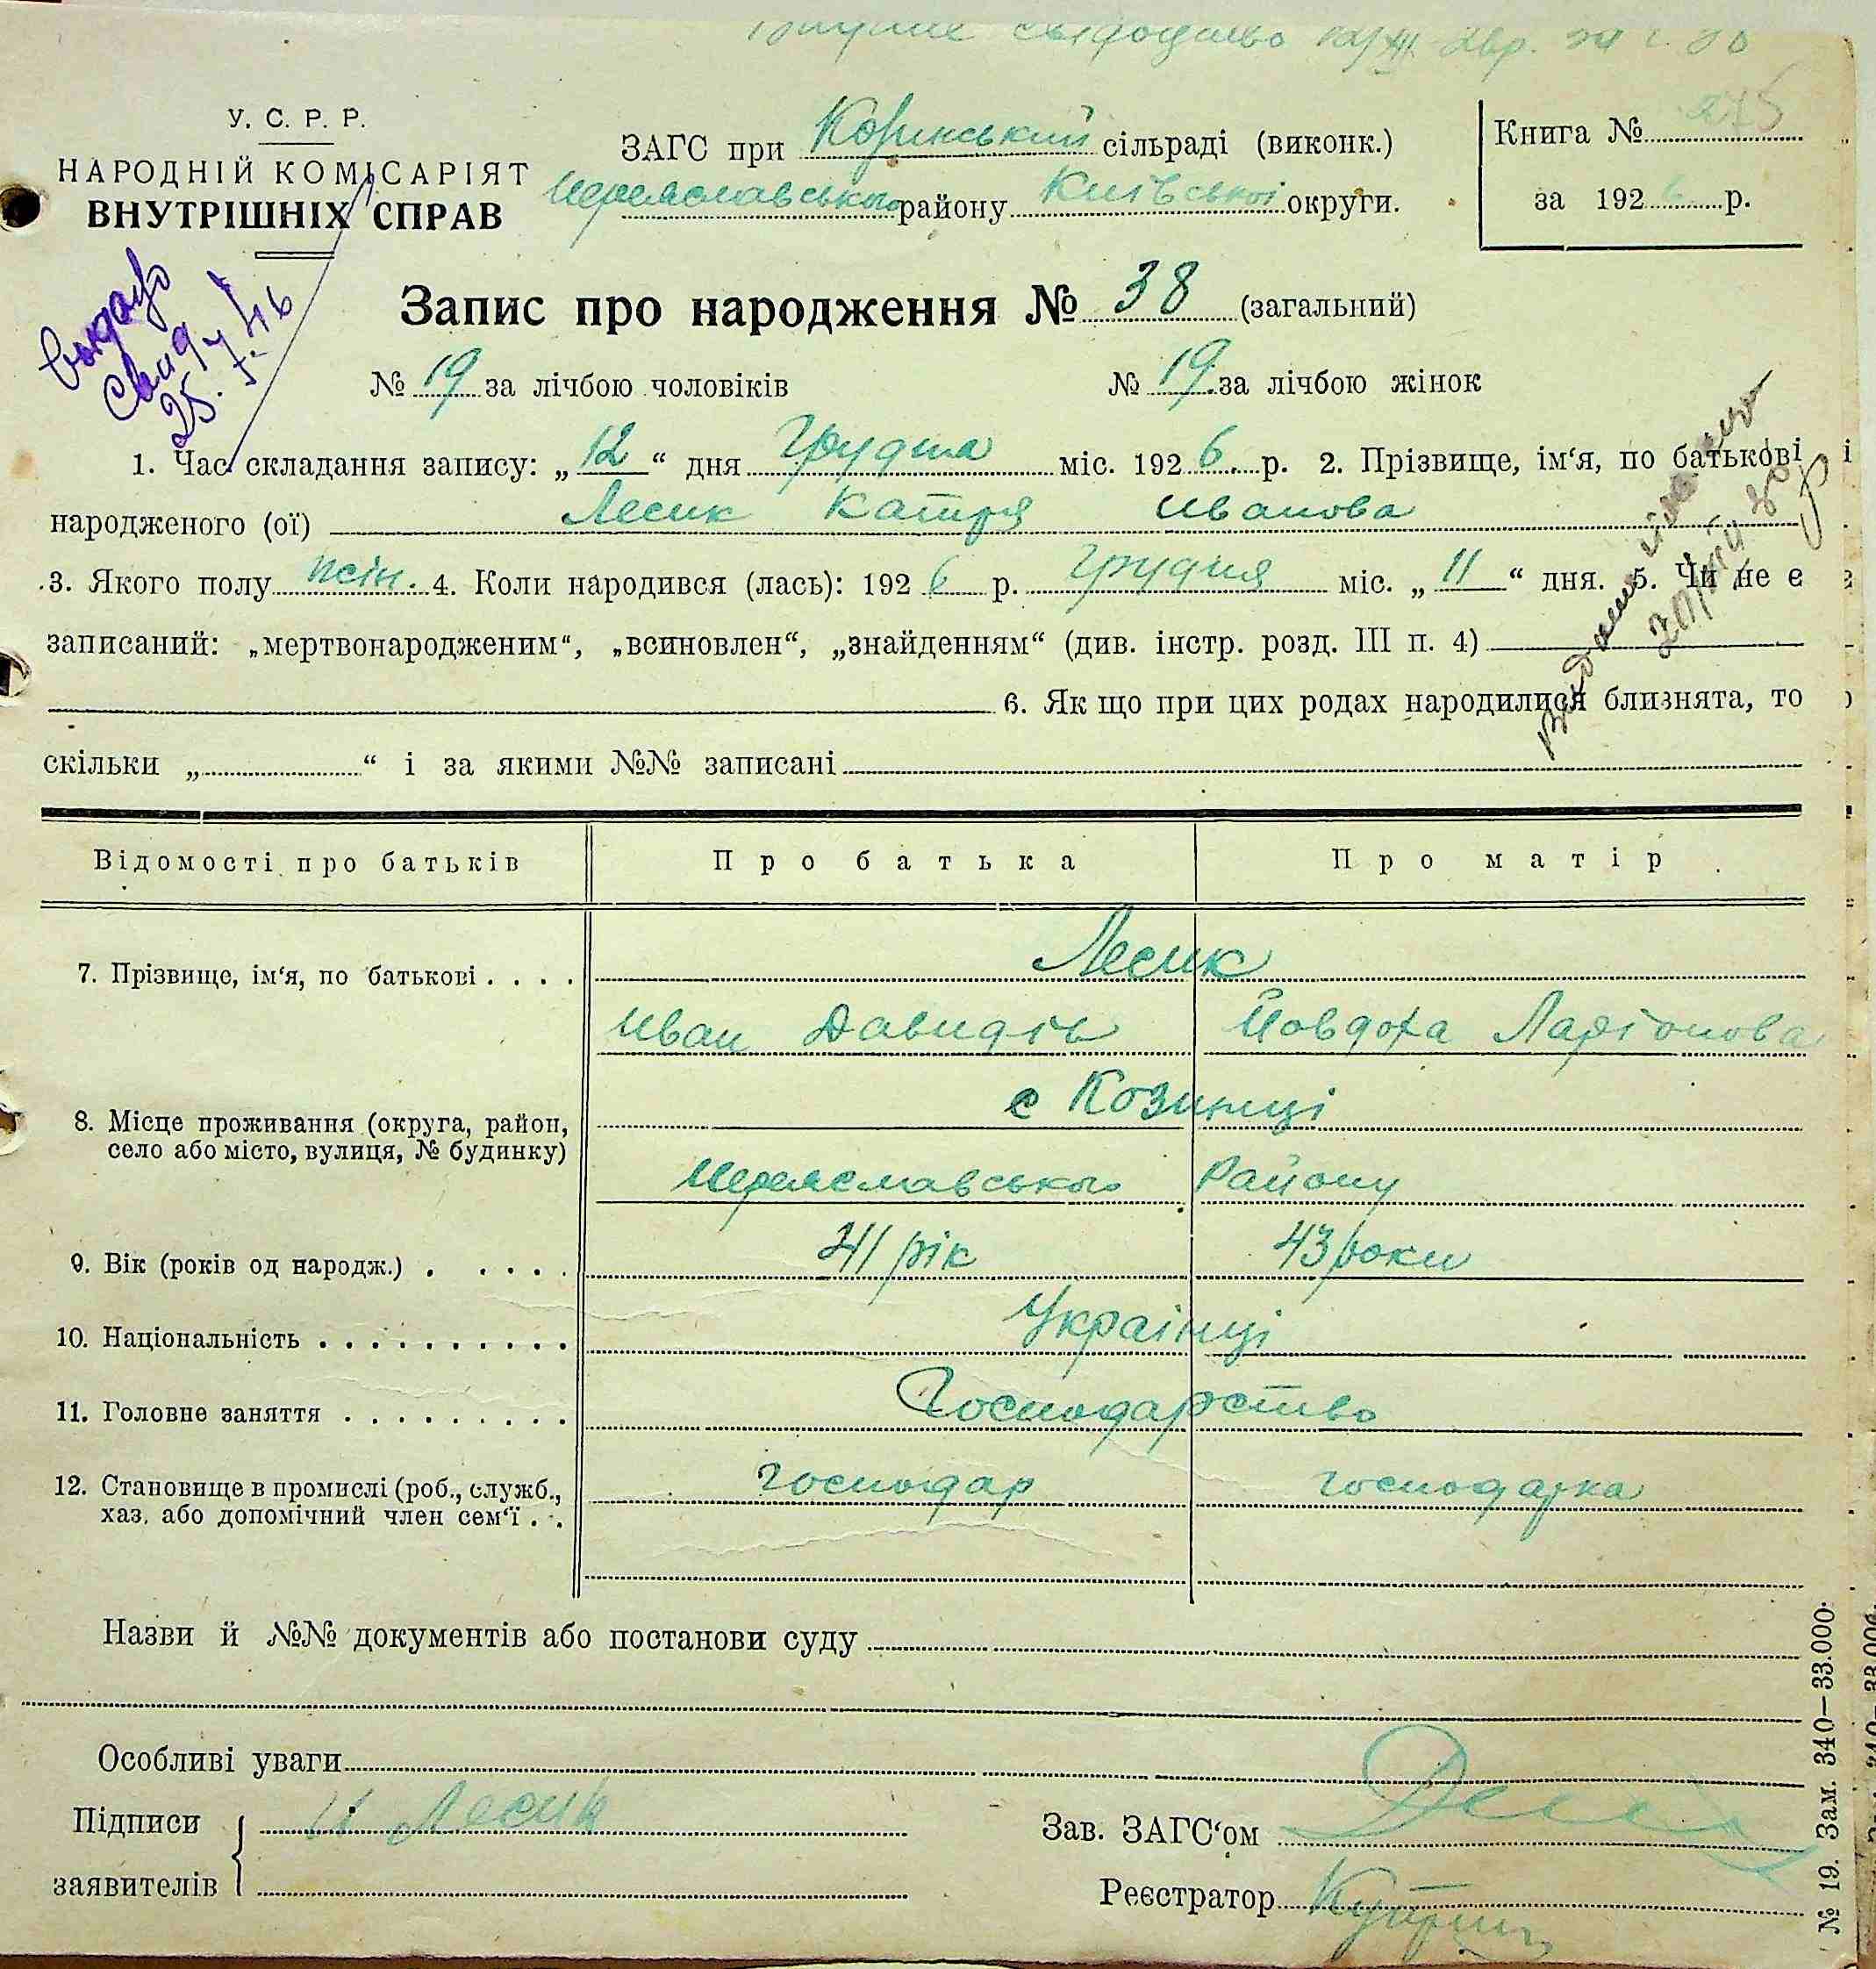 У. С. Р. Р.
НАРОДНІЙ КОМІСАРІЯТ
ВНУТРІШНІХ СПРАВ
ЗАГС при сільраді (виконк.)
Переяславського району Київської округи.
Книга № 275
за 1926 р.
Запис про народження № 38 (загальний)
№ 19 за лічбою чоловіків № 19 за лічбою жінок
25.
1. Час складання запису: „12“ дня Грудня міс. 1926 р. 2. Прізвище, ім‘я, по батькові
народженого (ої) Лесик Катря Иванова
3. Якого полу жін. 4. Коли народився (лась): 1926 р. Грудня міс. „11“ дня. 5. Чи не є
записаний: „мертвонародженим“, „всиновлен“, „знайденням“ (див. інстр. розд. III п. 4)
6. Як що при цих родах народилися близнята, то
скільки „ “ і за якими №№ записані
Відомості про батьків Про батька Про матір
7. Прізвище, ім‘я, по батькові . . . . Лесик
Иван Давидів Йовдоха Ларіонова
8. Місце проживання (округа, район, село або місто, вулиця, № будинку) с Козинці
Переяславського Району
9. Вік (років од народж.) . . . . . 41 рік 43 роки
10. Національність . . . . . . . . . . Українці
11. Головне заняття . . . . . . . . . Господарство
12. Становище в промислі (роб., служб., Господар господарка
хаз. або допомічний член сем‘ї . .
Назви й №№ документів або постанови суду
Особливі уваги
Підписи И Лесик
заявителів
Зав. ЗАГС‘ом
Реєстратор
№ 19. Зам. 340—33.000.